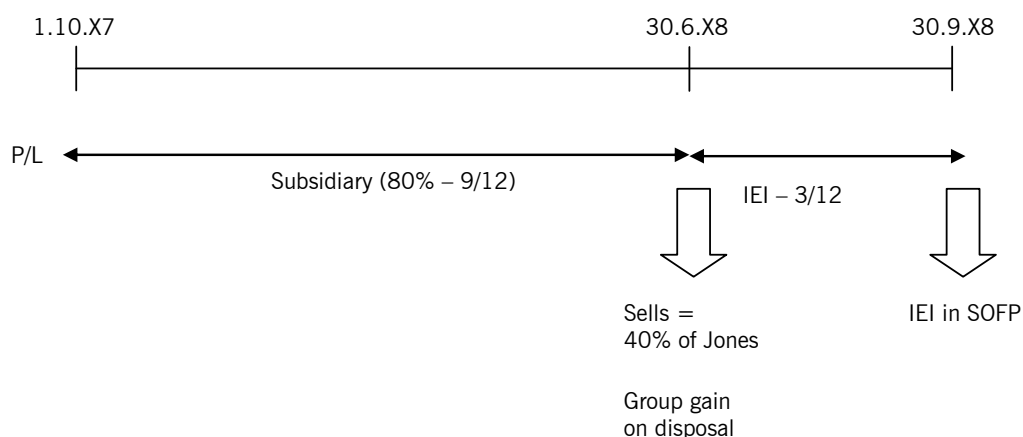 1.10.X7 30.6.X8 30.9.X8
P/L
Subsidiary (80% – 9/12)
IEI – 3/12
Sells =
40% of Jones
IEI in SOFP
Group gain
on disposal